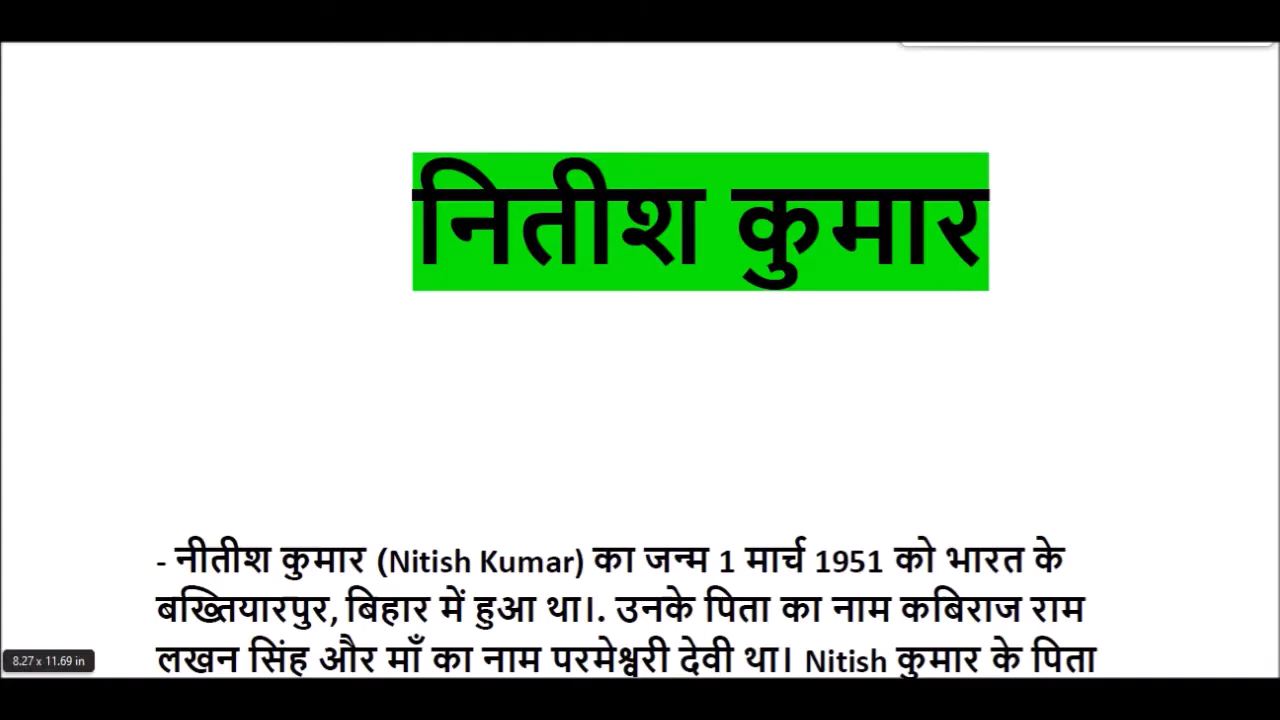 नितीश कुमार
- नीतीश कुमार (Nitish Kumar) का जन्म 1 मार्च 1951 को भारत के
बख्तियारपुर, बिहार में हुआ था।. उनके पिता का नाम कबिराज राम
लखन सिंह और माँ का नाम परमेश्वरी देवी था। Nitish कुमार के पिता
8.27 x 11.69 in